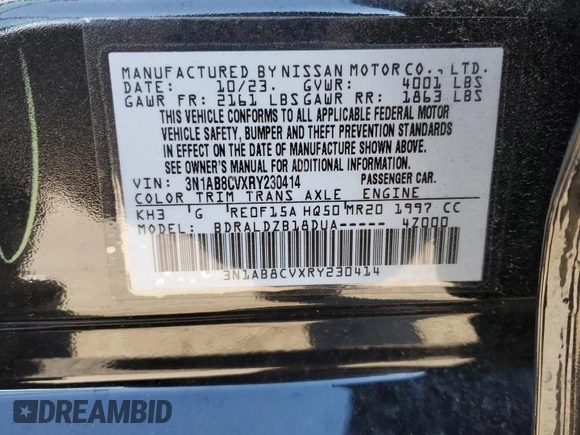 MANUFACTURED BY NISSAN MOTOR CO., LTD.
DATE: 10/23. GVWR: 4001 LBS
GAWR FR: 2161 LBS GAWR RR: 1863 LBS
THIS VEHICLE CONFORMS TO ALL APPLICABLE FEDERAL MOTOR
VEHICLE SAFETY, BUMPER AND THEFT PREVENTION STANDARDS
IN EFFECT ON THE DATE OF MANUFACTURE SHOWN ABOVE.
SEE OWNER'S MANUAL FOR ADDITIONAL INFORMATION.
VIN: 3N1AB8CVXRY230414 PASSENGER CAR.
COLOR TRIM TRANS AXLE ENGINE
KH3 G RE0F15A HQ50 MR20 1997 CC
MODEL: BDRALDZB18DUA----- 4Z000
3N1AB8CVXRY230414
DREAMBID